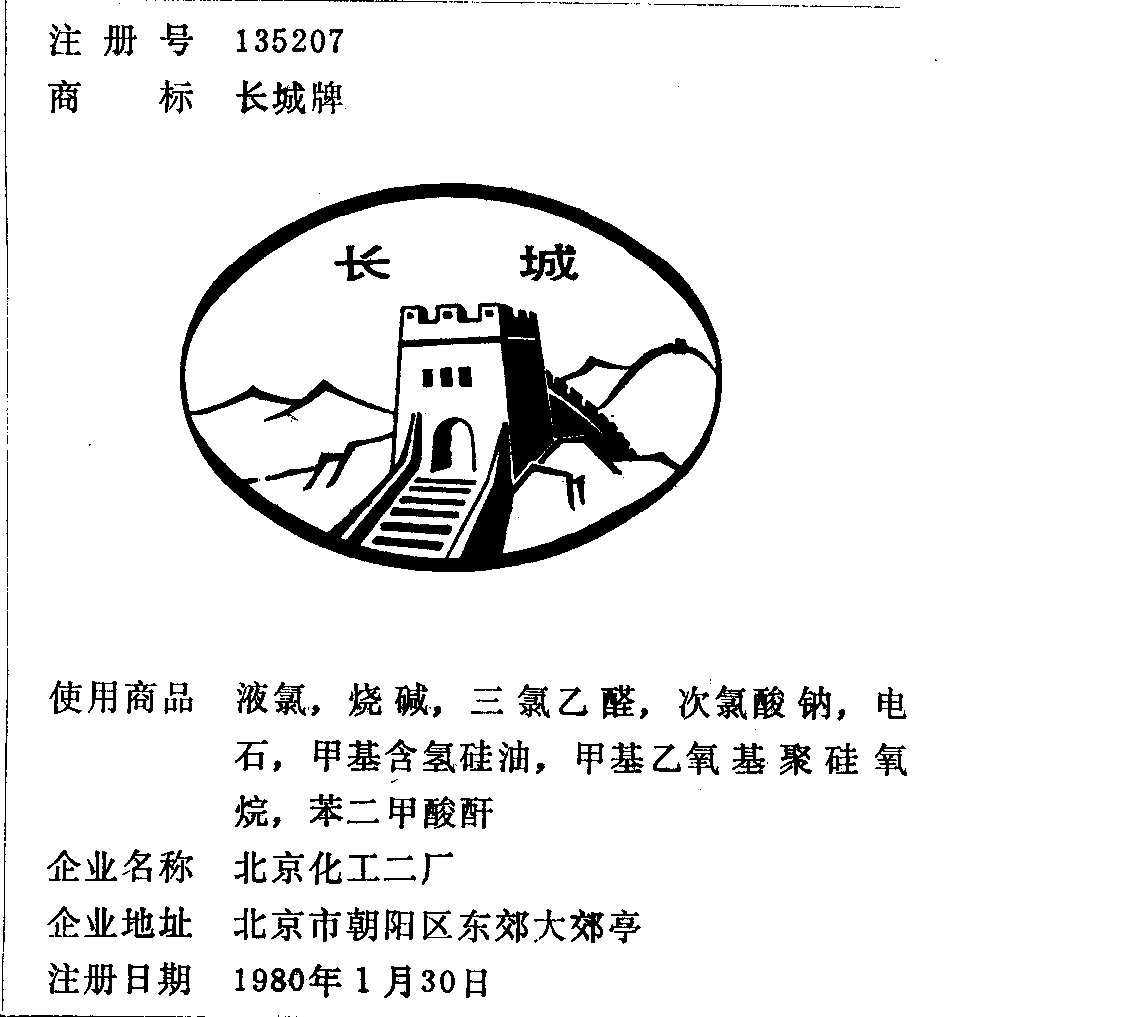 注册号 135207
商标 长城牌
长城
使用商品 液氯，烧碱，三氯乙醛，次氯酸钠，电
石，甲基含氢硅油，甲基乙氧基聚硅氧
烷，苯二甲酸酐
企业名称 北京化工二厂
企业地址 北京市朝阳区东郊大郊亭
注册日期 1980年1月30日